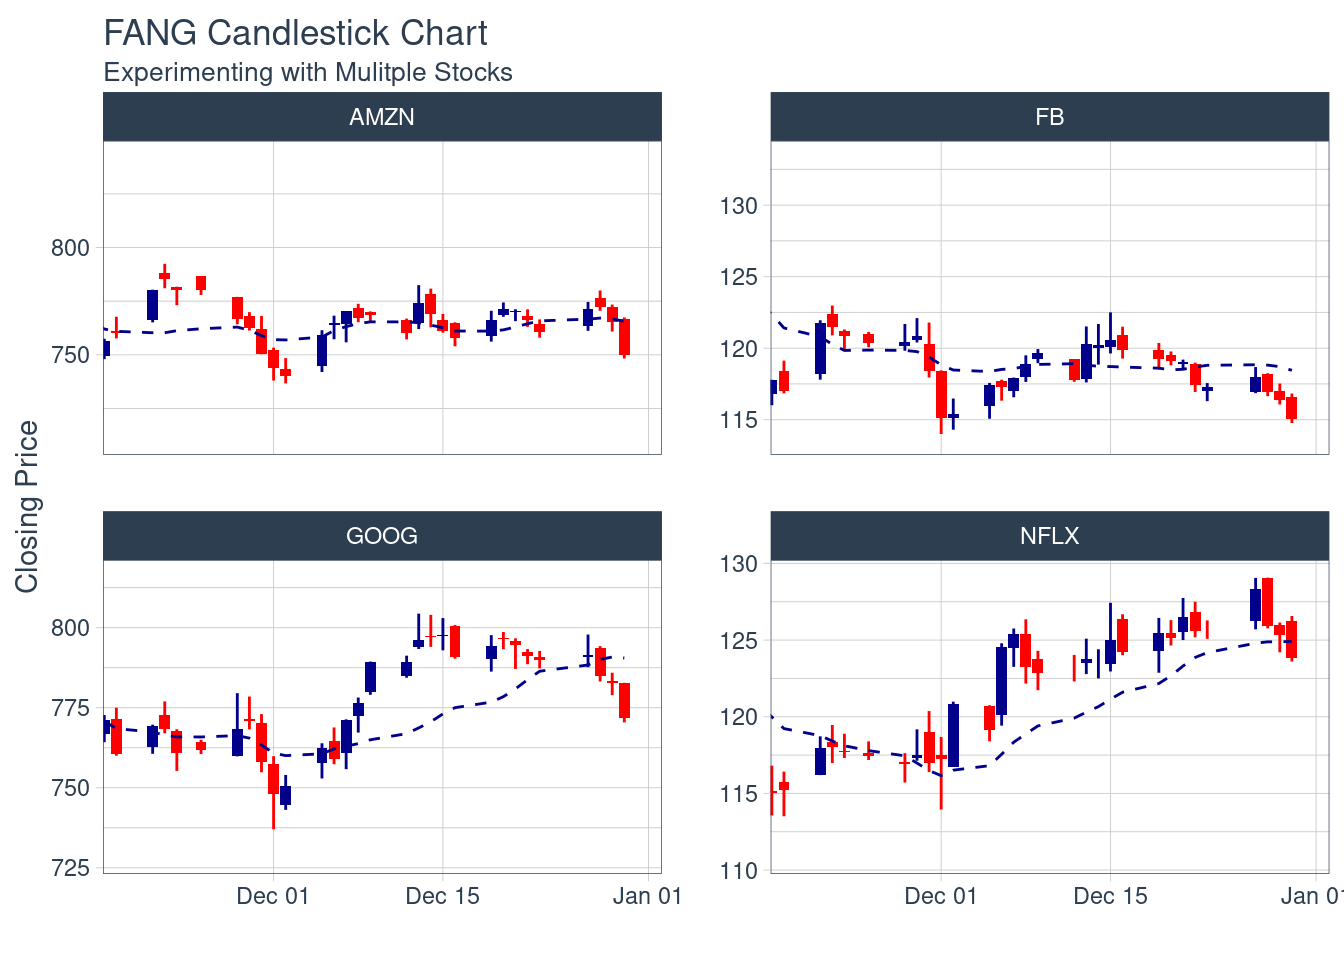 FANG Candlestick Chart
Experimenting with Mulitple Stocks
Closing Price
AMZN
800
750
FB
130
125
120
115
GOOG
800
775
750
725
Dec 01
Dec 15
Jan 01
NFLX
130
125
120
115
110
Dec 01
Dec 15
Jan 01